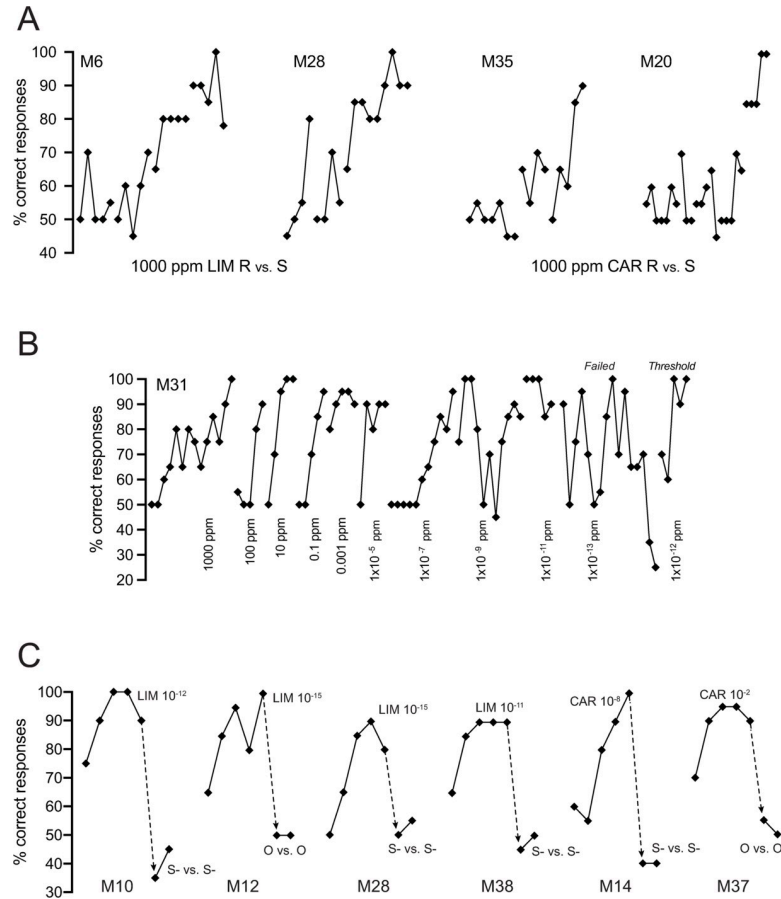 A
% correct responses
100
90
80
70
60
50
40
M6
M28
M35
M20
1000 ppm LIM R vs. S
1000 ppm CAR R vs. S
B
% correct responses
100
90
80
70
60
50
40
30
20
M31
Failed
Threshold
1000 ppm
100 ppm
10 ppm
0.1 ppm
0.001 ppm
1x10⁻⁵ ppm
1x10⁻⁷ ppm
1x10⁻⁹ ppm
1x10⁻¹¹ ppm
1x10⁻¹³ ppm
1x10⁻¹² ppm
C
% correct responses
100
90
80
70
60
50
40
30
LIM 10⁻¹²
LIM 10⁻¹⁵
LIM 10⁻¹⁵
LIM 10⁻¹¹
CAR 10⁻⁸
CAR 10⁻²
S- vs. S-
O vs. O
S- vs. S-
S- vs. S-
S- vs. S-
O vs. O
M10
M12
M28
M38
M14
M37